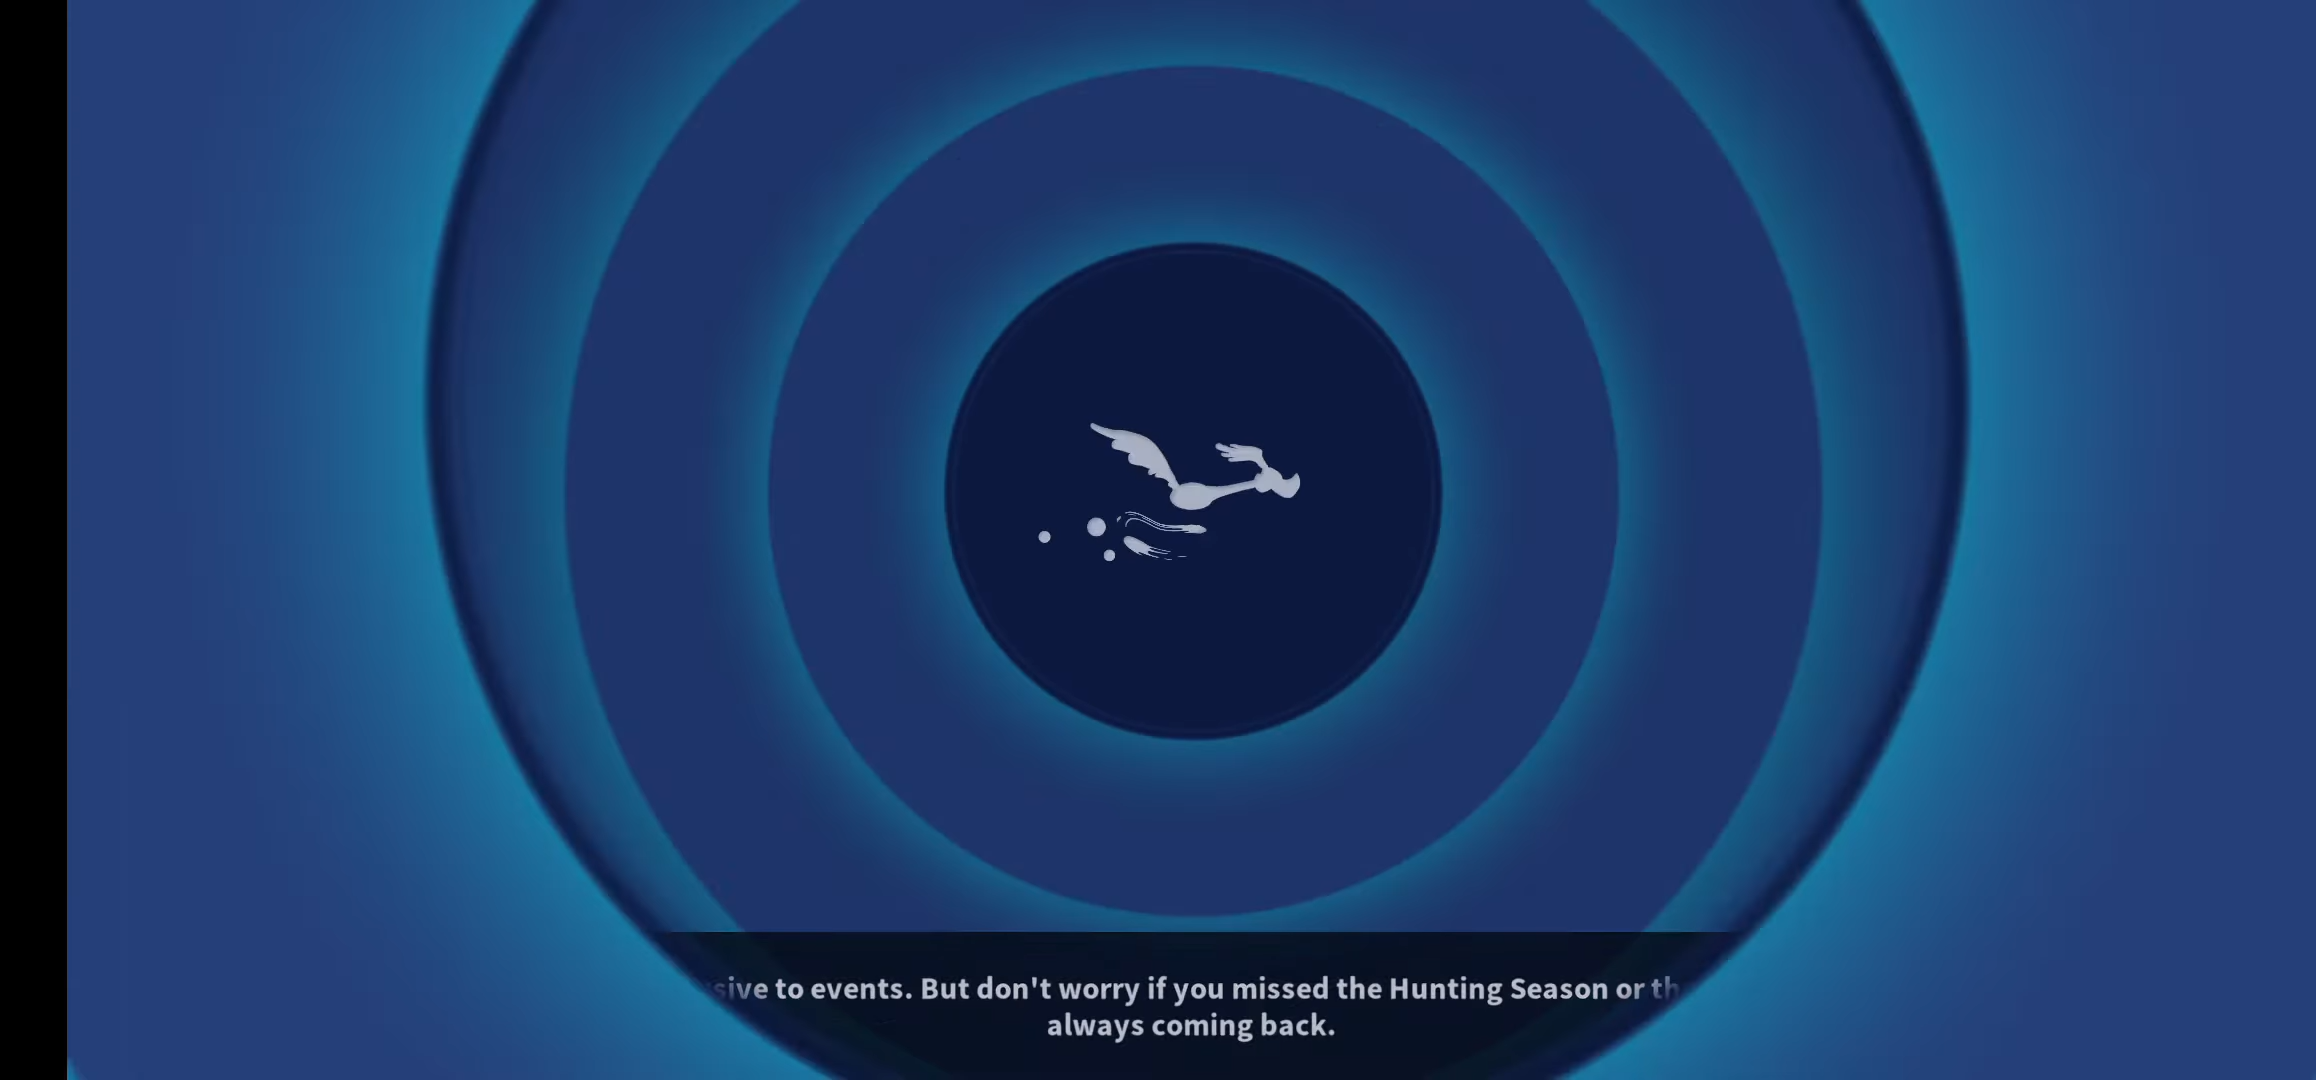 to events. But don't worry if you missed the Hunting Season or
always coming back.